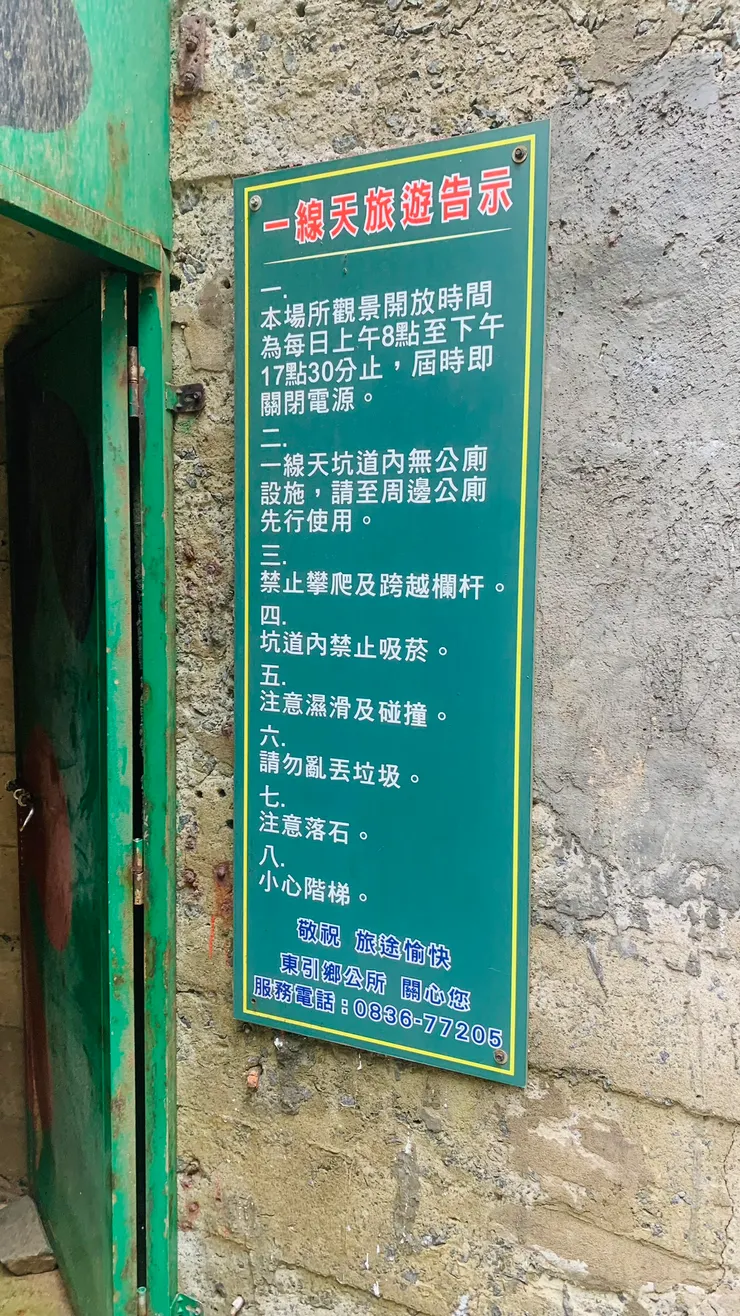 一線天旅遊告示
一.
本場所觀景開放時間
為每日上午8點至下午
17點30分止，屆時即
關閉電源。
二.
一線天坑道內無公廁
設施，請至周邊公廁
先行使用。
三.
禁止攀爬及跨越欄杆。
四.
坑道內禁止吸菸。
五.
注意濕滑及碰撞。
六.
請勿亂丟垃圾。
七.
注意落石。
八.
小心階梯。
敬祝 旅途愉快
東引鄉公所 關心您
服務電話：0836-77205